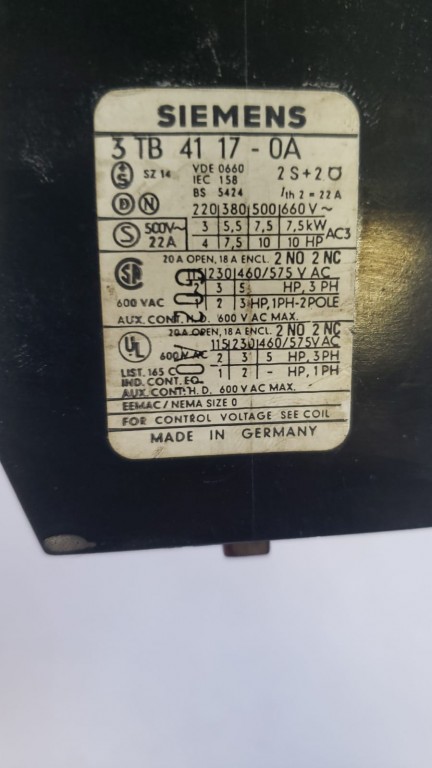 SIEMENS
3 TB 41 17 - 0A
S SZ 14 VDE 0660 2 S + 2 Ö
IEC 158
BS 5424 Ith 2 = 22 A
D N
220 380 500 660 V ~
S 500V~ 3 5,5 7,5 7,5 kW AC3
22A 4 7,5 10 10 HP
20 A OPEN, 18 A ENCL. 2 NO 2 NC
230 460/575 V AC
3 5 HP, 3 PH
600 VAC 2 3 HP, 1PH-2POLE
AUX. CONT. H.D. 600 V AC MAX.
20 A OPEN, 18 A ENCL. 2 NO 2 NC
UL 115 230 460/575V AC
600 V AC 2 3 5 HP, 3 PH
LIST. 165 C 1 2 - HP, 1 PH
IND. CONT. EQ.
AUX CONT. H. D. 600 V AC MAX.
EEMAC / NEMA SIZE 0
FOR CONTROL VOLTAGE SEE COIL
MADE IN GERMANY